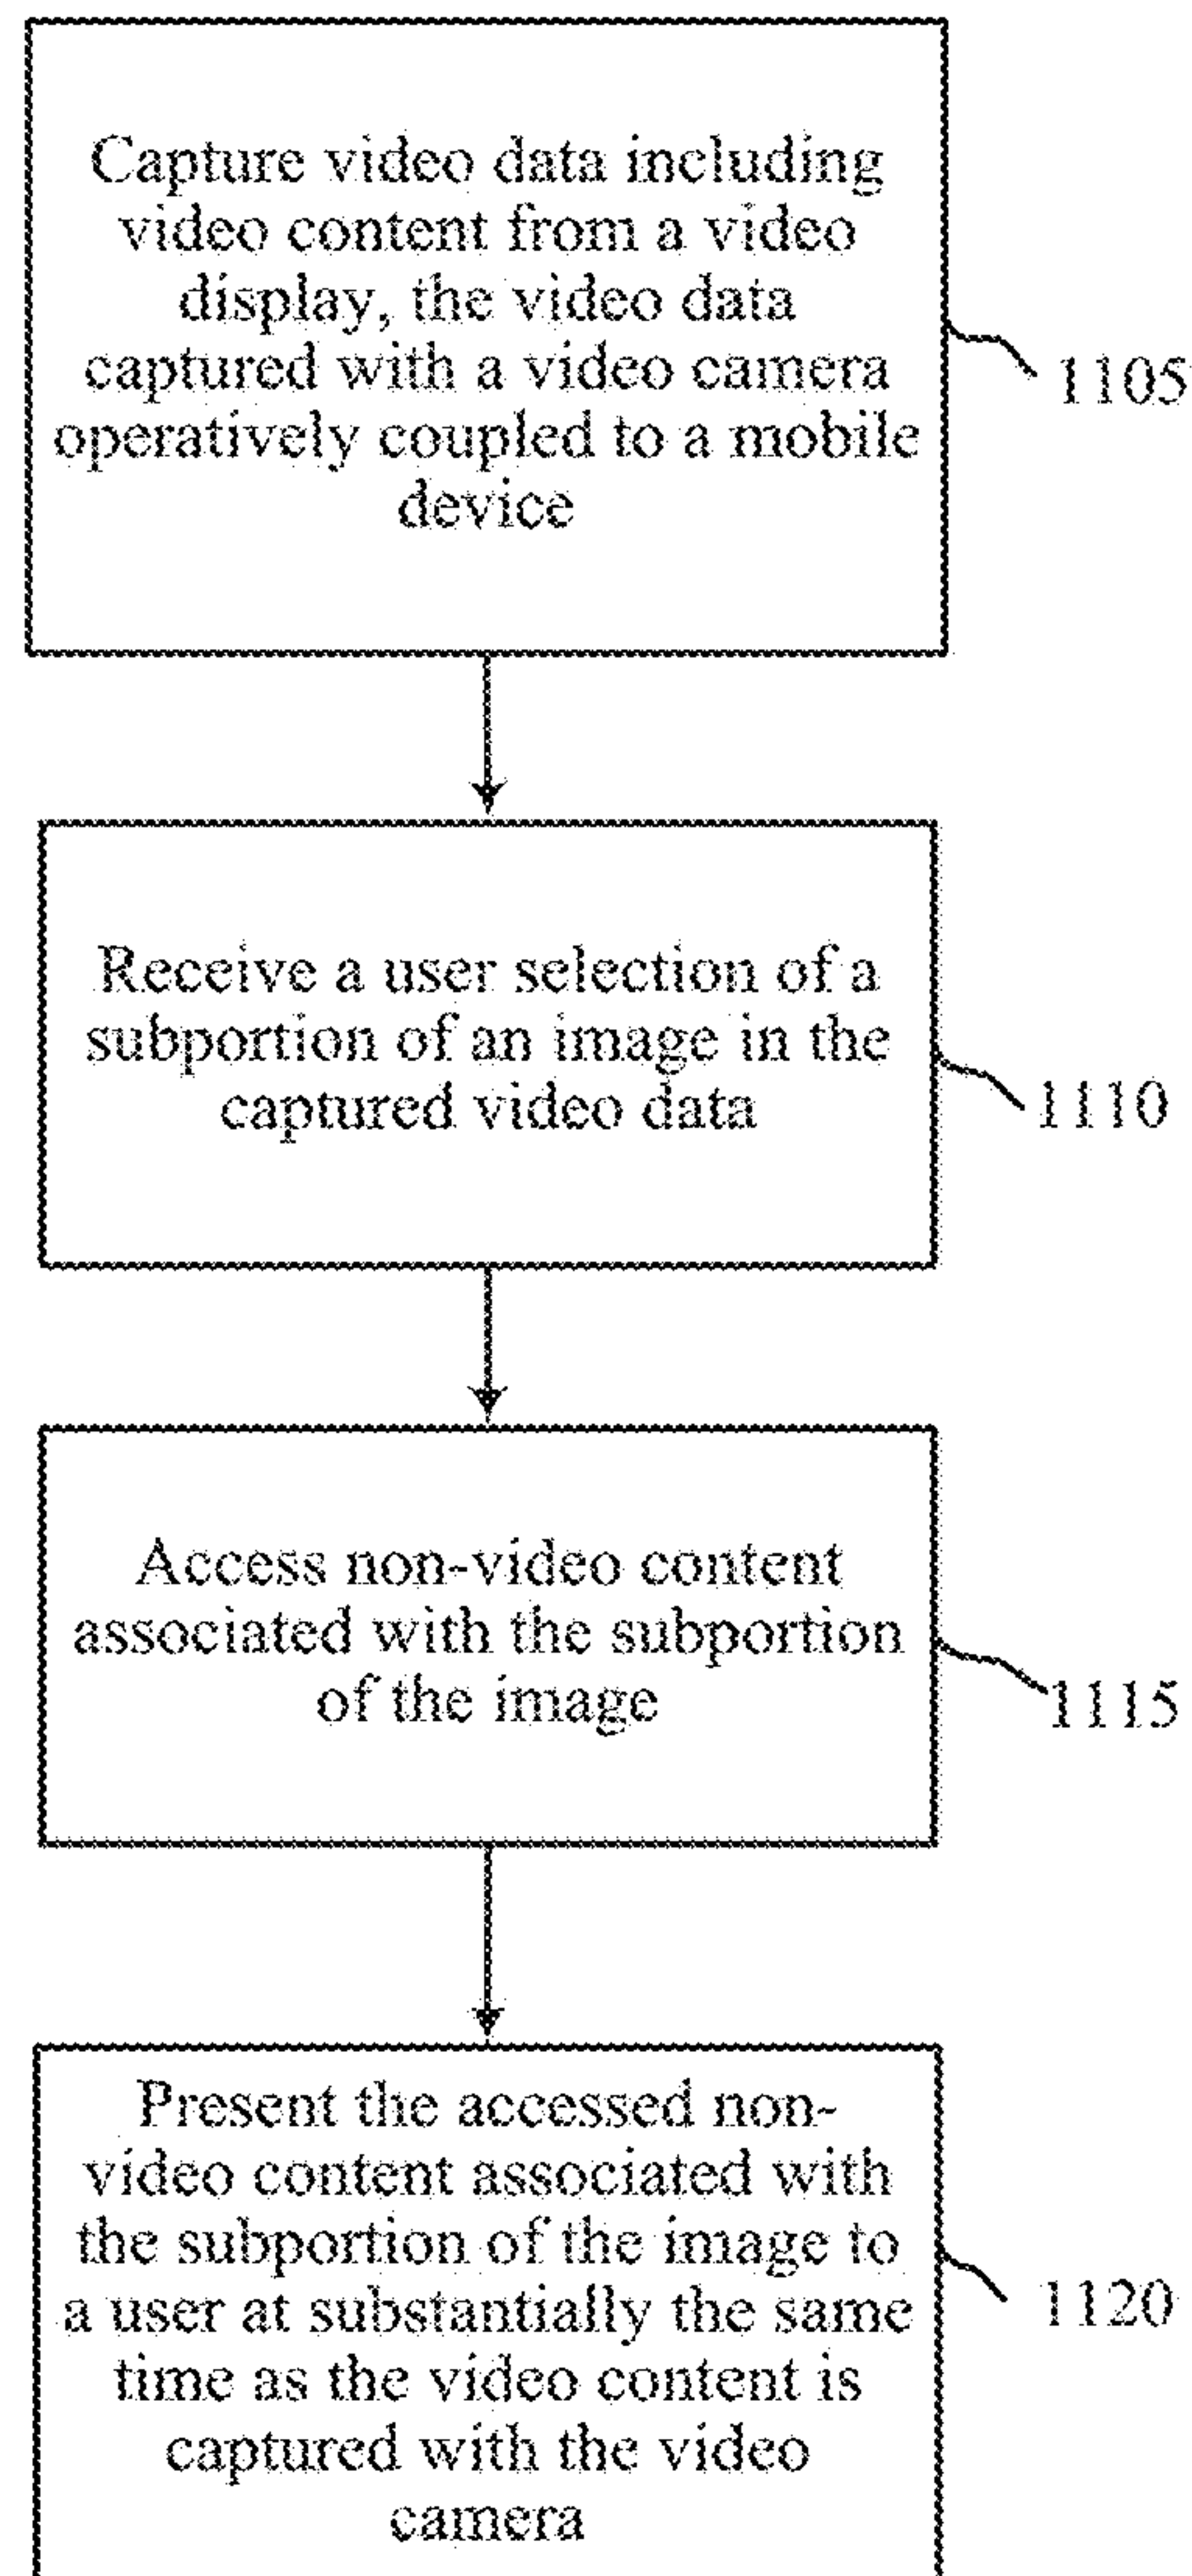 Capture video data including
video content from a video
display, the video data
captured with a video camera
operatively coupled to a mobile
device
1105
Receive a user selection of a
subportion of an image in the
captured video data
1110
Access non-video content
associated with the subportion
of the image
1115
Present the accessed non-
video content associated with
the subportion of the image to
a user at substantially the same
time as the video content is
captured with the video
camera
1120